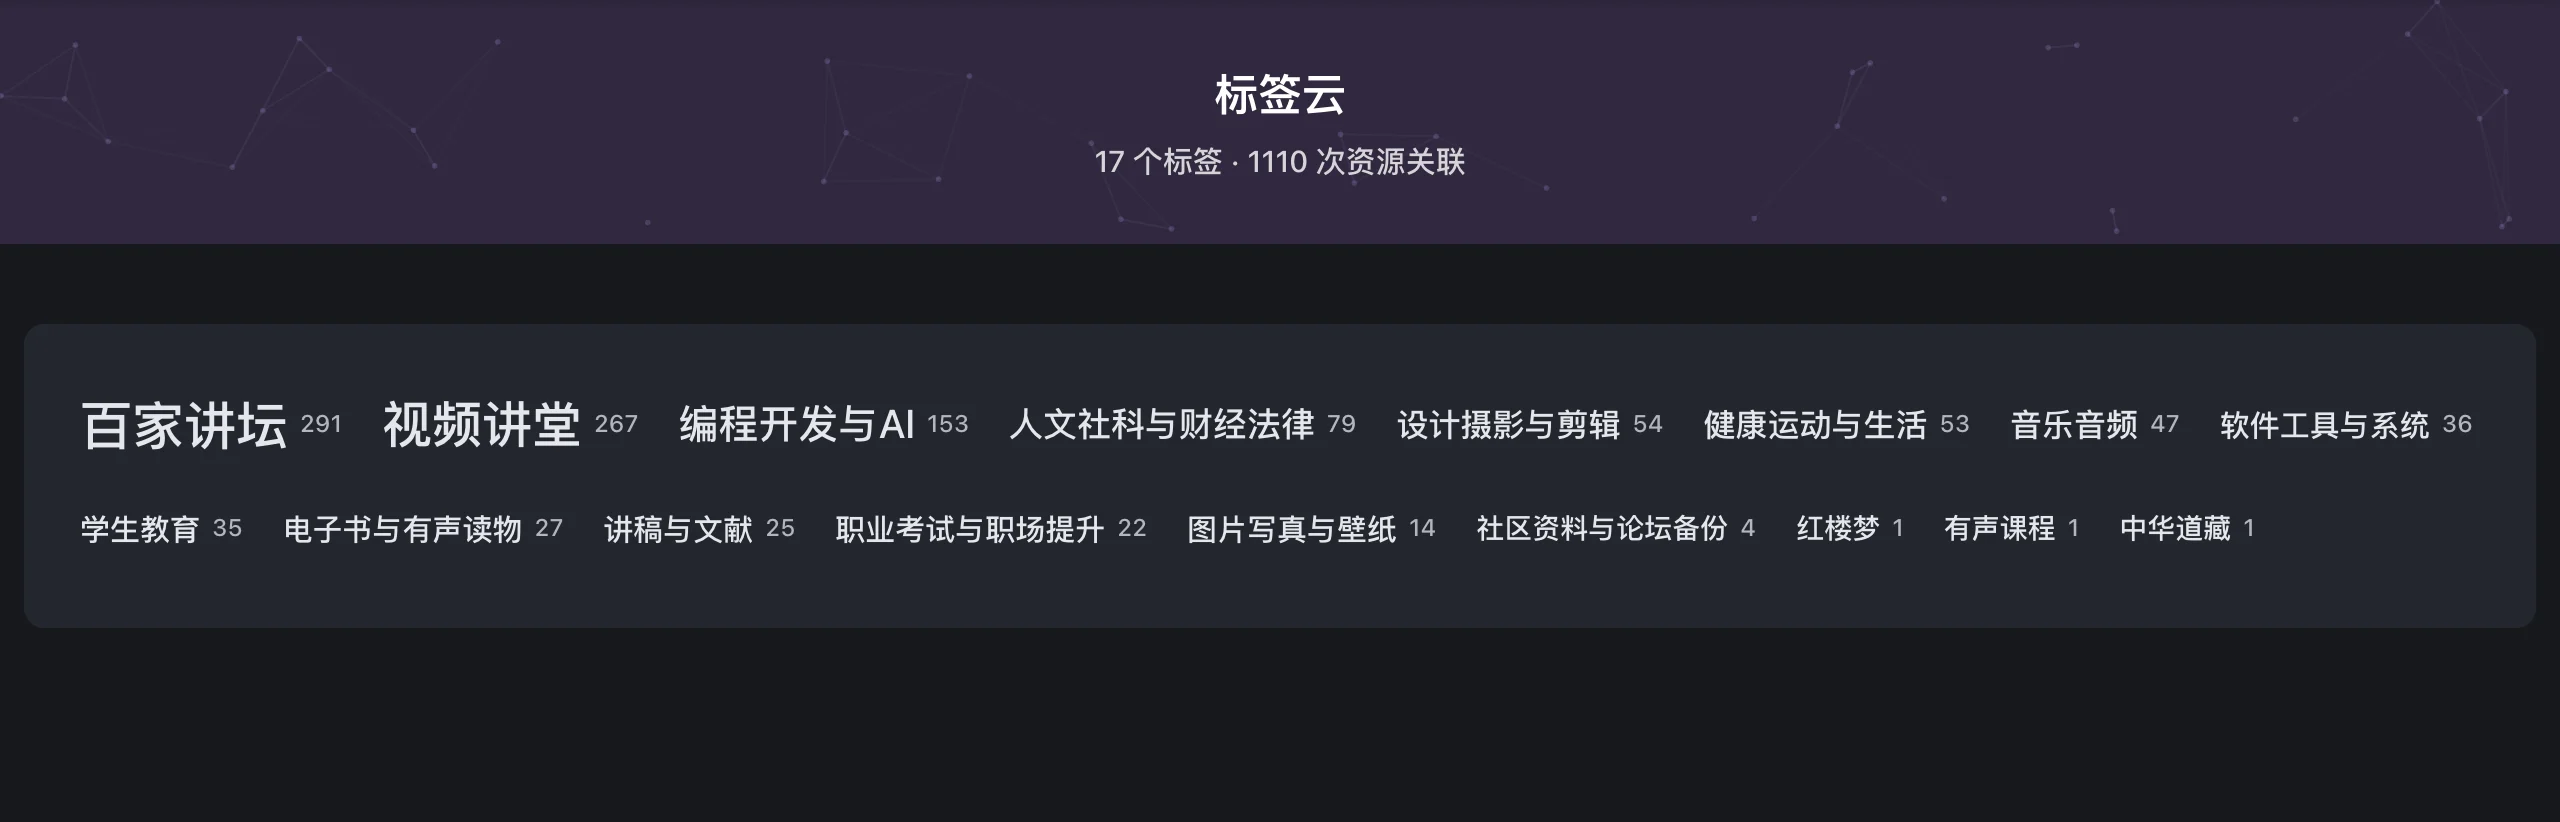 标签云
17 个标签 · 1110 次资源关联
百家讲坛 291 视频讲堂 267 编程开发与AI 153 人文社科与财经法律 79 设计摄影与剪辑 54 健康运动与生活 53 音乐音频 47 软件工具与系统 36
学生教育 35 电子书与有声读物 27 讲稿与文献 25 职业考试与职场提升 22 图片写真与壁纸 14 社区资料与论坛备份 4 红楼梦 1 有声课程 1 中华道藏 1